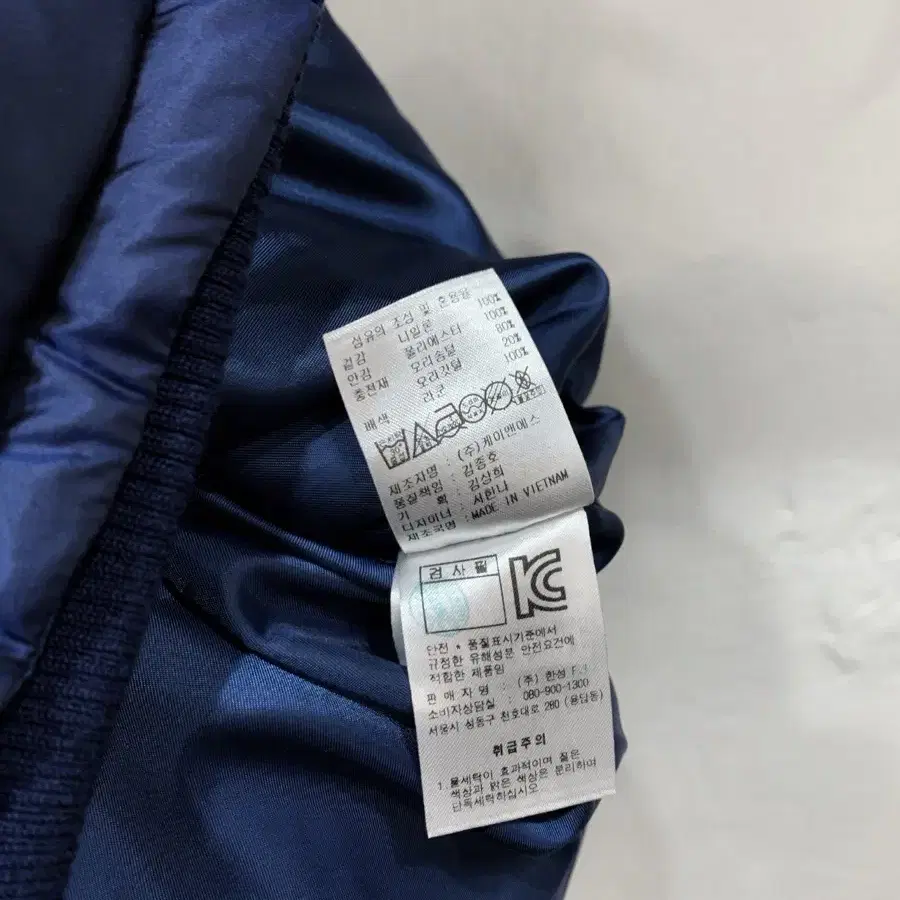 섬유의 조성 및 혼용율
겉감 나일론 100%
안감 폴리에스터 100%
충전재 오리솜털 80%
오리깃털 20%
배색 라쿤 100%
제조자명 : (주)케이앤에스
품질책임 : 김종호
기 획 : 김상희
디자이너 : 서한나
제조국명 : MADE IN VIETNAM
검 사 필
안전 • 품질표시기준에서
규정한 유해성분 안전요건에
적합한 제품임
판 매 자 명 : (주) 한성
소비자상담실 : 080-900-1300
서울시 성동구 천호대로 280 (용답동)
취급주의
1. 물세탁이 효과적이며 짙은
색상과 밝은 색상은 분리하여
단독세탁하십시오